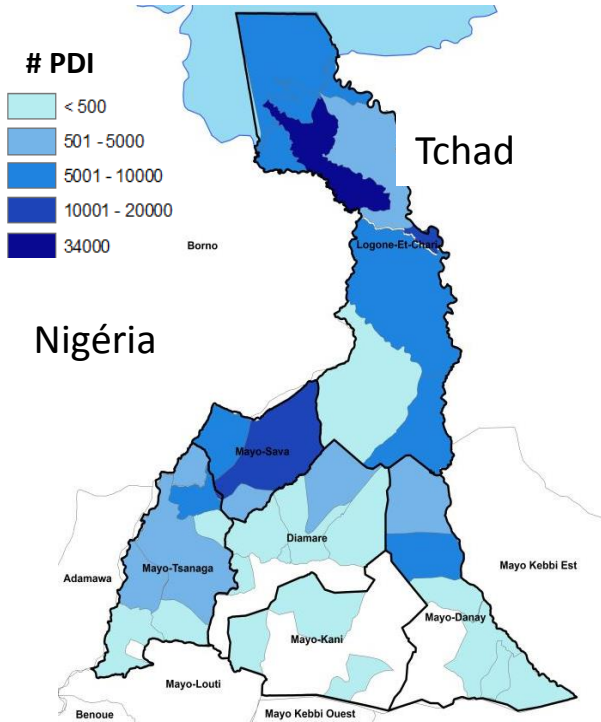 # PDI
< 500
501 - 5000
5001 - 10000
10001 - 20000
34000
Tchad
Borno
Logone-Et-Chari
Nigéria
Mayo-Sava
Diamare
Adamawa
Mayo-Tsanaga
Mayo Kebbi Est
Mayo-Kani
Mayo-Danay
Mayo-Louti
Benoue
Mayo Kebbi Ouest